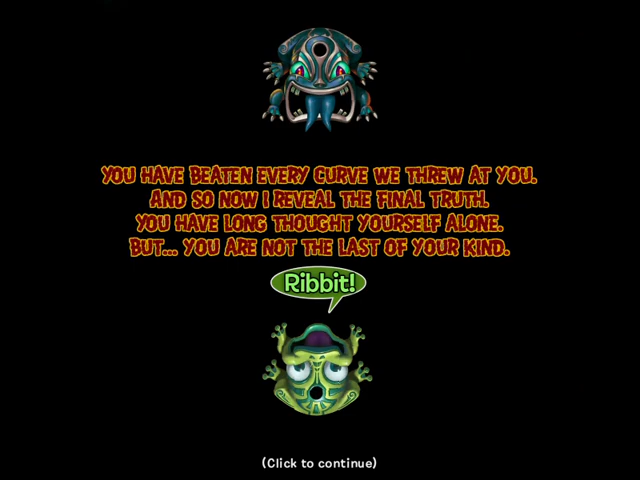 YOU HAVE BEATEN EVERY CURVE WE THREW AT YOU.
AND SO NOW I REVEAL THE FINAL TRUTH.
YOU HAVE LONG THOUGHT YOURSELF ALONE.
BUT... YOU ARE NOT THE LAST OF YOUR KIND.
Ribbit!
(Click to continue)